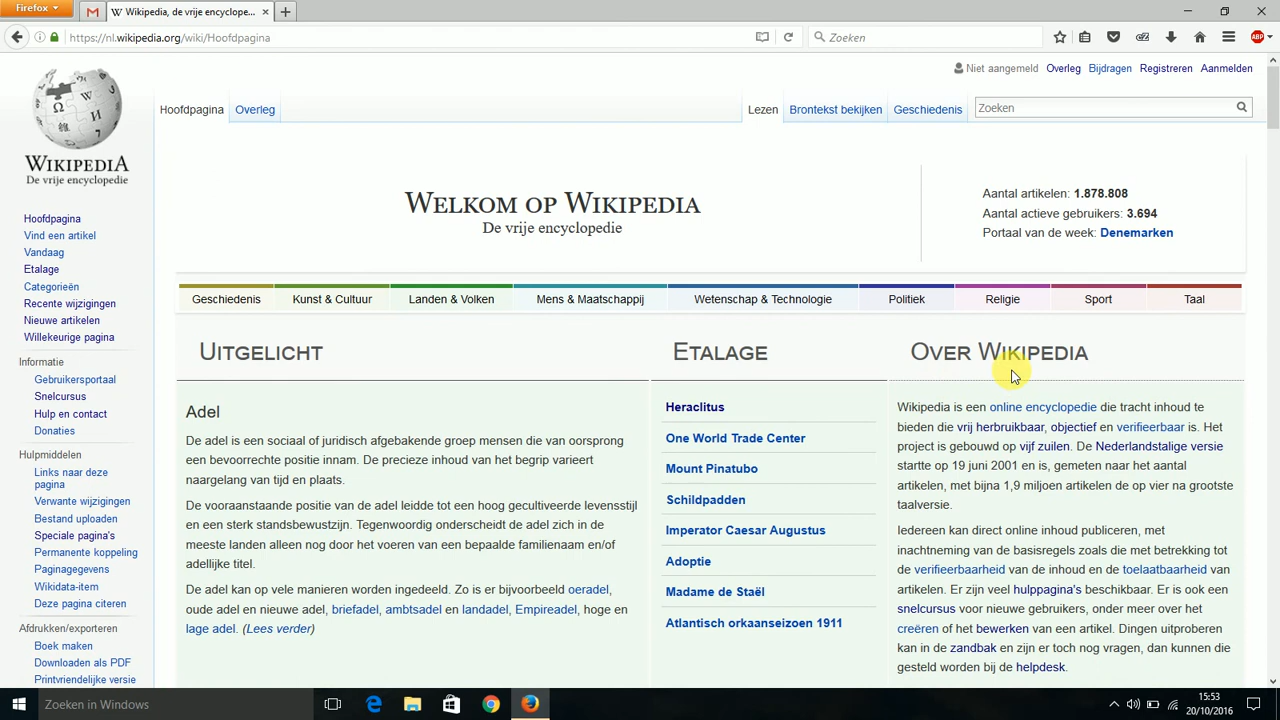 Firefox
Wikipedia, de vrije encyclope...
https://nl.wikipedia.org/wiki/Hoofdpagina
Zoeken
ABP
Niet aangemeld Overleg Bijdragen Registreren Aanmelden
Hoofdpagina Overleg Lezen Brontekst bekijken Geschiedenis Zoeken
WIKIPEDIA
De vrije encyclopedie
Hoofdpagina
Vind een artikel
Vandaag
Etalage
Categorieën
Recente wijzigingen
Nieuwe artikelen
Willekeurige pagina
Informatie
Gebruikersportaal
Snelcursus
Hulp en contact
Donaties
Hulpmiddelen
Links naar deze
pagina
Verwante wijzigingen
Bestand uploaden
Speciale pagina's
Permanente koppeling
Paginagegevens
Wikidata-item
Deze pagina citeren
Afdrukken/exporteren
Boek maken
Downloaden als PDF
Printvriendelijke versie
WELKOM OP WIKIPEDIA
De vrije encyclopedie
Aantal artikelen: 1.878.808
Aantal actieve gebruikers: 3.694
Portaal van de week: Denemarken
Geschiedenis Kunst & Cultuur Landen & Volken Mens & Maatschappij Wetenschap & Technologie Politiek Religie Sport Taal
UITGELICHT
Adel
De adel is een sociaal of juridisch afgebakende groep mensen die van oorsprong
een bevoorrechte positie innam. De precieze inhoud van het begrip varieert
naargelang van tijd en plaats.
De vooraanstaande positie van de adel leidde tot een hoog gecultiveerde levensstijl
en een sterk standsbewustzijn. Tegenwoordig onderscheidt de adel zich in de
meeste landen alleen nog door het voeren van een bepaalde familienaam en/of
adellijke titel.
De adel kan op vele manieren worden ingedeeld. Zo is er bijvoorbeeld oeradel,
oude adel en nieuwe adel, briefadel, ambtsadel en landadel, Empireadel, hoge en
lage adel. (Lees verder)
ETALAGE
Heraclitus
One World Trade Center
Mount Pinatubo
Schildpadden
Imperator Caesar Augustus
Adoptie
Madame de Staël
Atlantisch orkaanseizoen 1911
OVER WIKIPEDIA
Wikipedia is een online encyclopedie die tracht inhoud te
bieden die vrij herbruikbaar, objectief en verifieerbaar is. Het
project is gebouwd op vijf zuilen. De Nederlandstalige versie
startte op 19 juni 2001 en is, gemeten naar het aantal
artikelen, met bijna 1,9 miljoen artikelen de op vier na grootste
taalversie.
Iedereen kan direct online inhoud publiceren, met
inachtneming van de basisregels zoals die met betrekking tot
de verifieerbaarheid van de inhoud en de toelaatbaarheid van
artikelen. Er zijn veel hulppagina's beschikbaar. Er is ook een
snelcursus voor nieuwe gebruikers, onder meer over het
creëren of het bewerken van een artikel. Dingen uitproberen
kan in de zandbak en zijn er toch nog vragen, dan kunnen die
gesteld worden bij de helpdesk.
Zoeken in Windows
15:53
20/10/2016